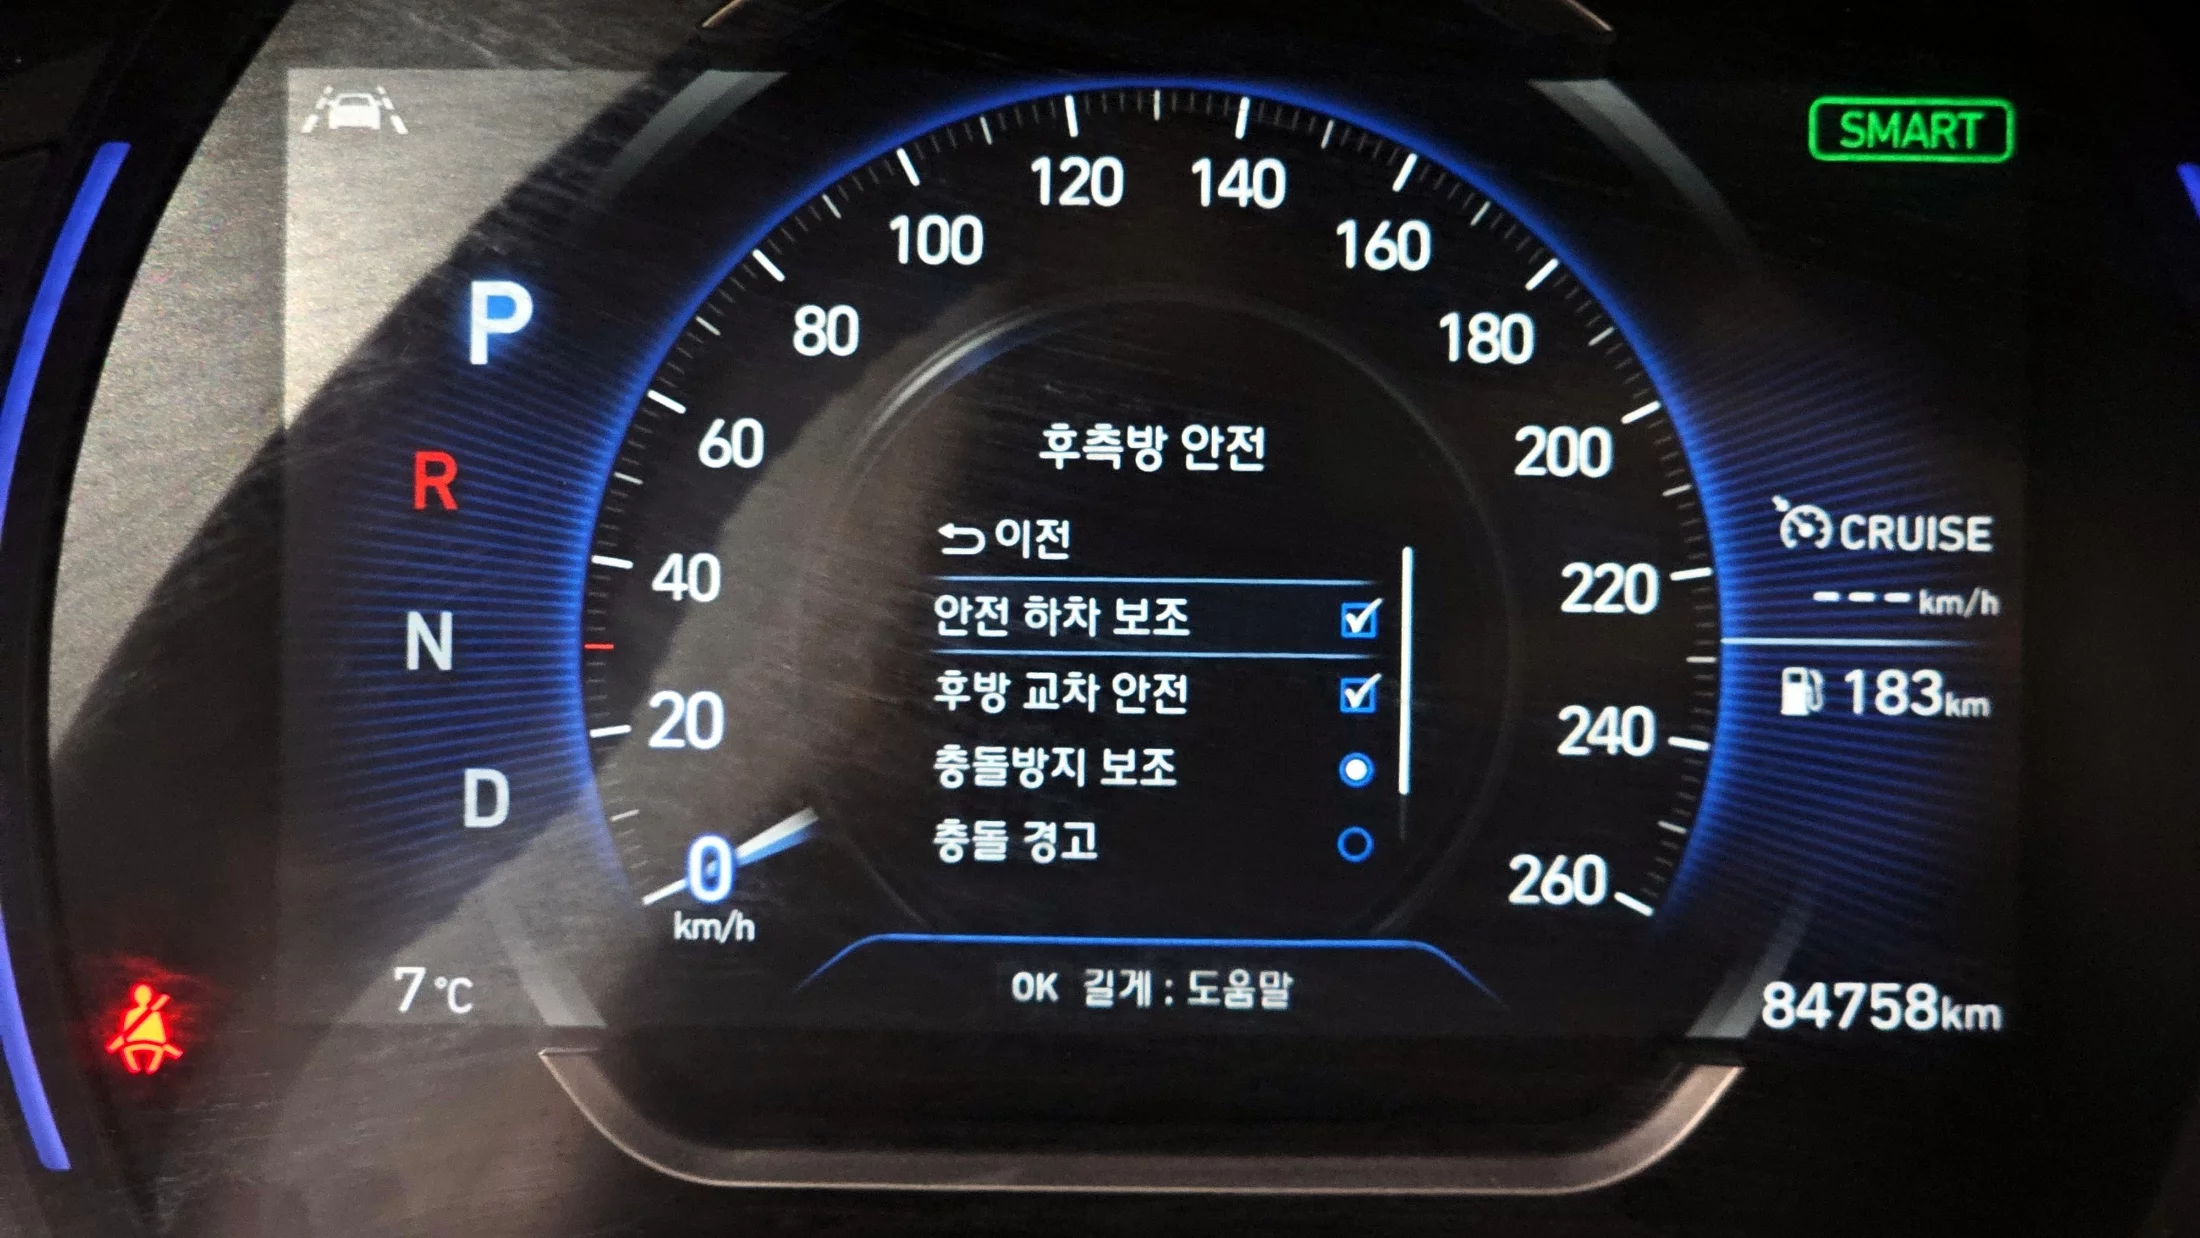 SMART
120 140
100 160
80 180
60 200
40 220
20 240
0 260
km/h
P
R
N
D
후측방 안전
이전
안전 하차 보조
후방 교차 안전
충돌방지 보조
충돌 경고
OK 길게 : 도움말
CRUISE
---km/h
183km
7°C
84758km